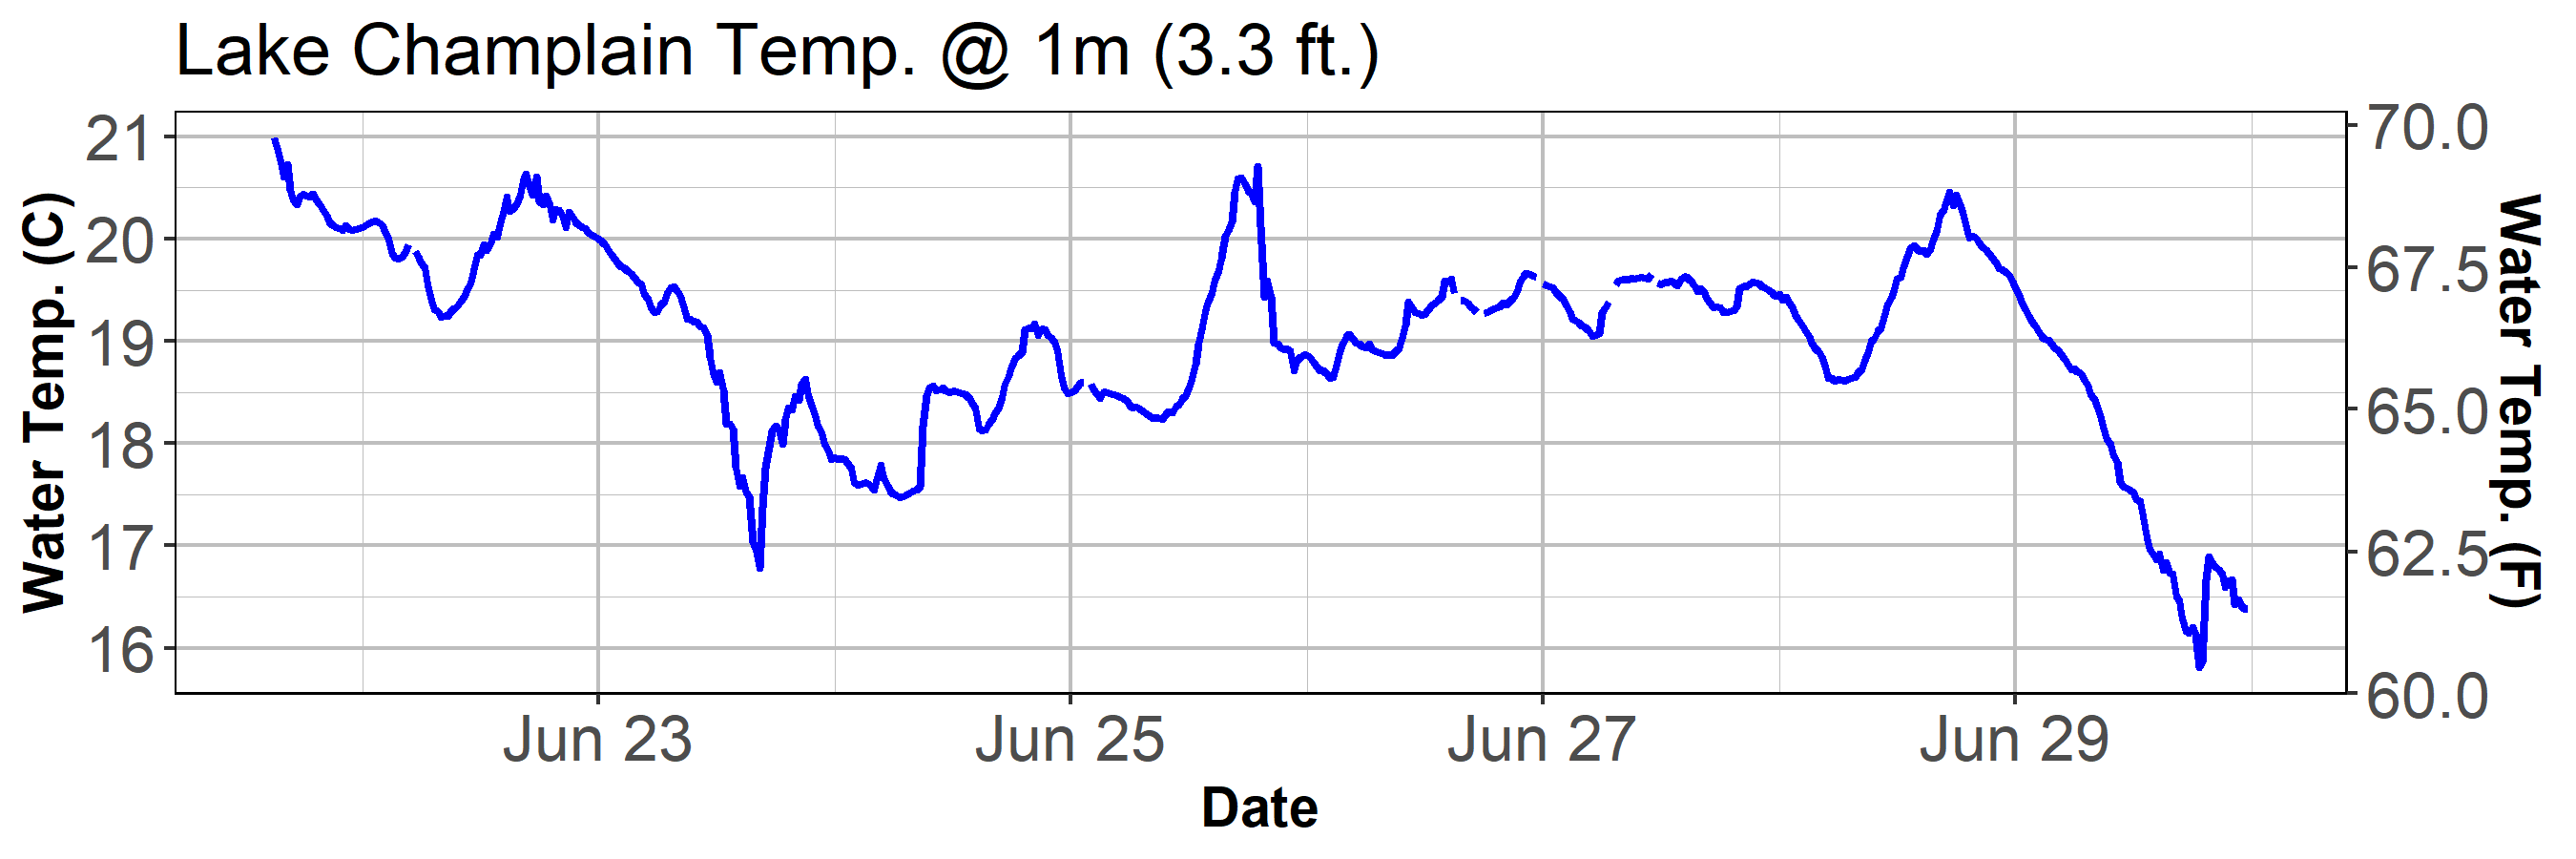 Lake Champlain Temp. @ 1m (3.3 ft.)
Water Temp. (C)
21
20
19
18
17
16
70.0
67.5
65.0
62.5
60.0
Water Temp. (F)
Jun 23 Jun 25 Jun 27 Jun 29
Date